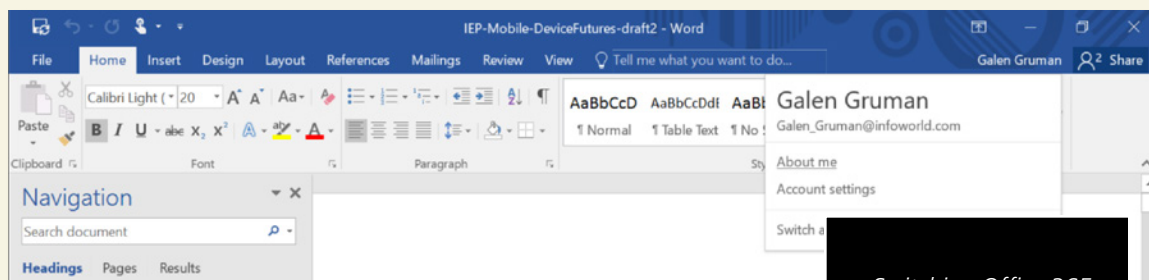 IEP-Mobile-DeviceFutures-draft2 - Word
File Home Insert Design Layout References Mailings Review View Tell me what you want to do... Galen Gruman Share
Calibri Light ( 20 A A Aa
Paste B I U abc X₂ X² A A
AaBbCcD AaBbCcDdE AaBb
¶ Normal ¶ Table Text ¶ No
Clipboard Font Paragraph Sty
Galen Gruman
Galen_Gruman@infoworld.com
About me
Account settings
Switch a
Navigation
Search document
Headings Pages Results